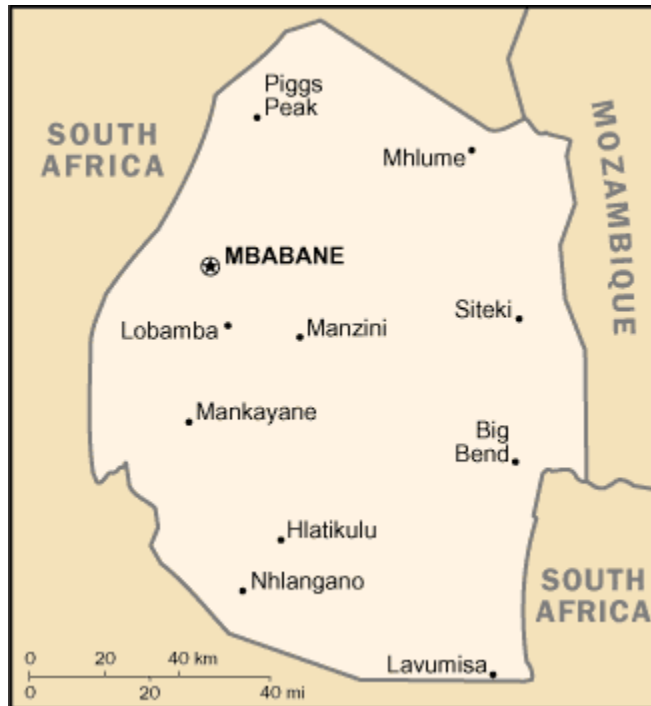 Piggs
Peak
SOUTH
AFRICA
MOZAMBIQUE
Mhlume
MBABANE
Siteki
Lobamba
Manzini
Mankayane
Big
Bend
Hlatikulu
Nhlangano
SOUTH
AFRICA
Lavumisa
0 20 40 km
0 20 40 mi